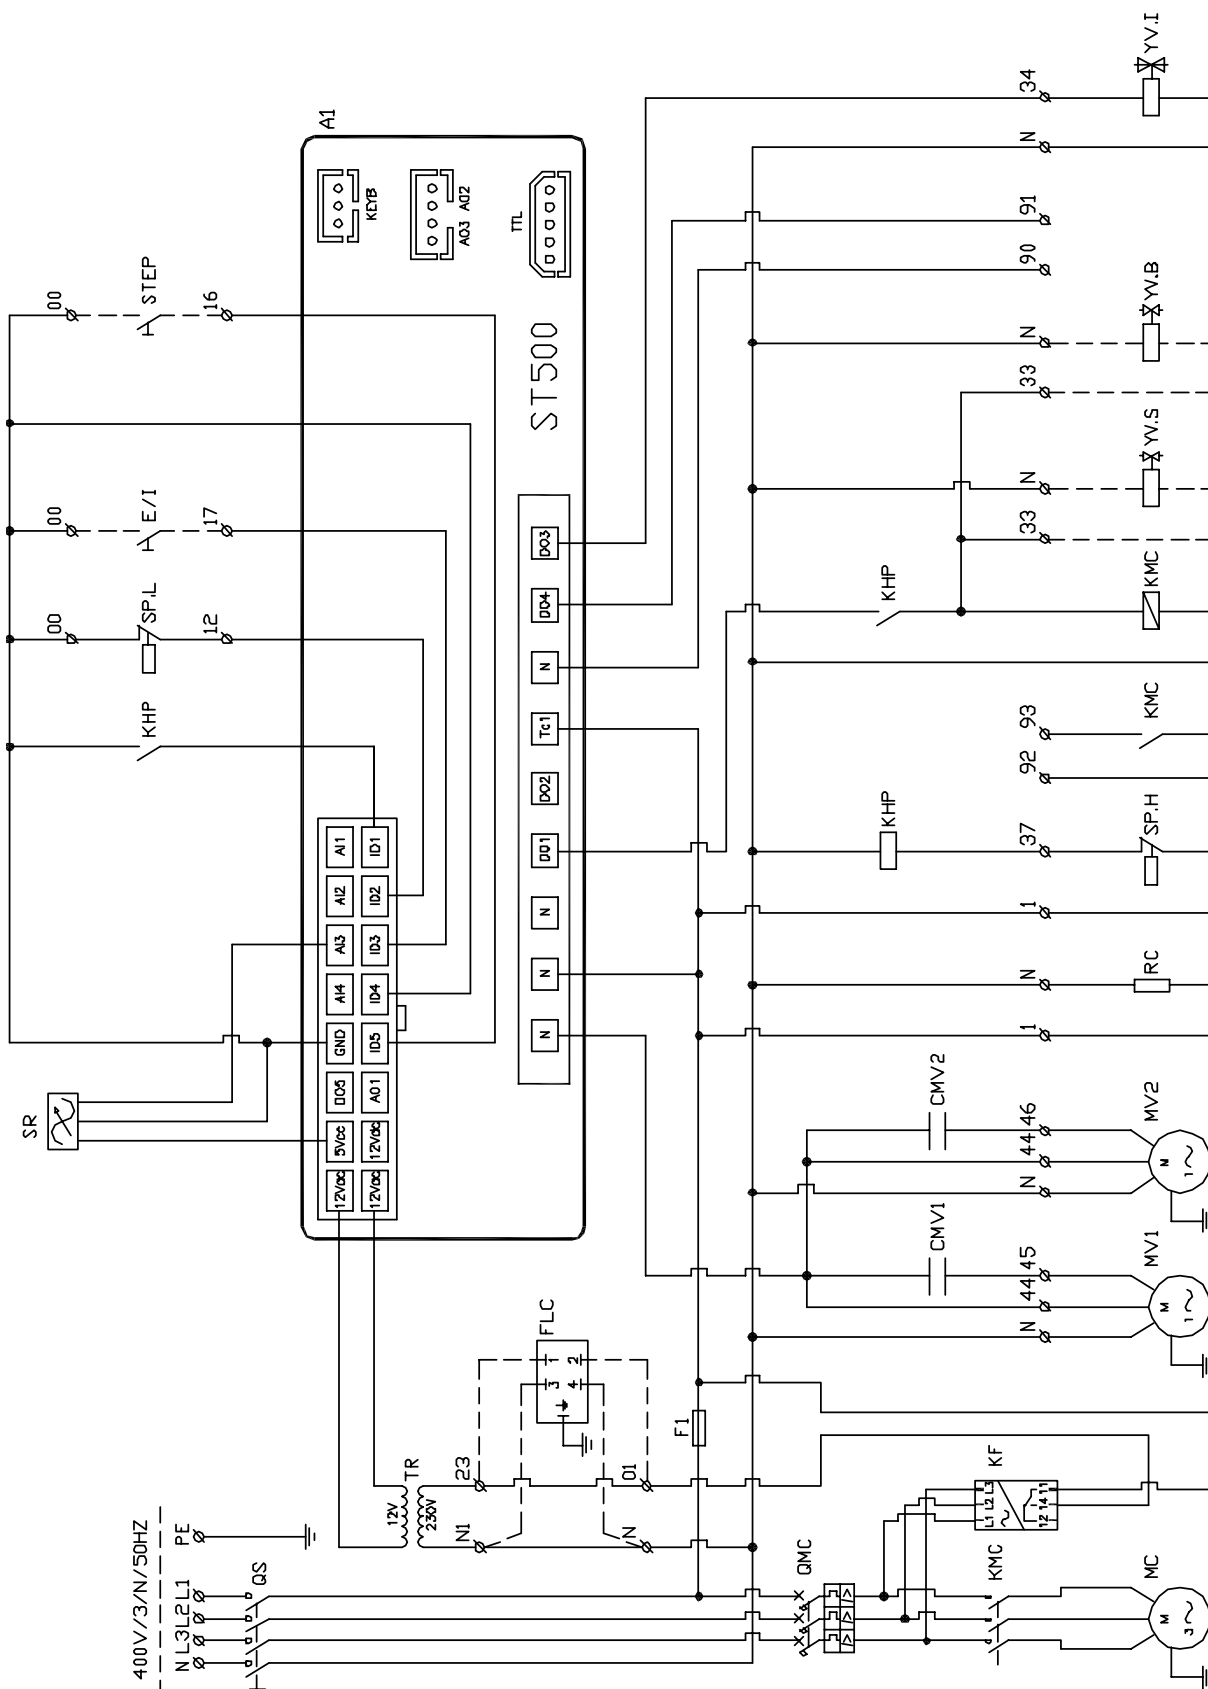 400V/3/N/50HZ
N L3 L2 L1 PE
QS
SR
00
STEP
16
00
E/I
17
00
SP.L
12
KHP
A1
KEYB
AO3 AO2
TTL
ST500
12Vac 5Vcc DO5 GND AI4 AI3 AI2 AI1
12Vac 12Vdc AO1 ID5 ID4 ID3 ID2 ID1
N N N DO1 DO2 Tc1 N DO4 DO3
TR
12V
230V
N1 23
FLC
1 2
3 4
N 01
F1
QMC
KF
L1 L2 L3
12 14 11
KMC
MC
M
3
CMV1
N 44 45
MV1
M
1
CMV2
N 44 46
MV2
M
1
1
N
RC
1
KHP
37
SP.H
92
93
KMC
KHP
KMC
33
N
YV.S
33
N
YV.B
90
91
N
34
YV.I